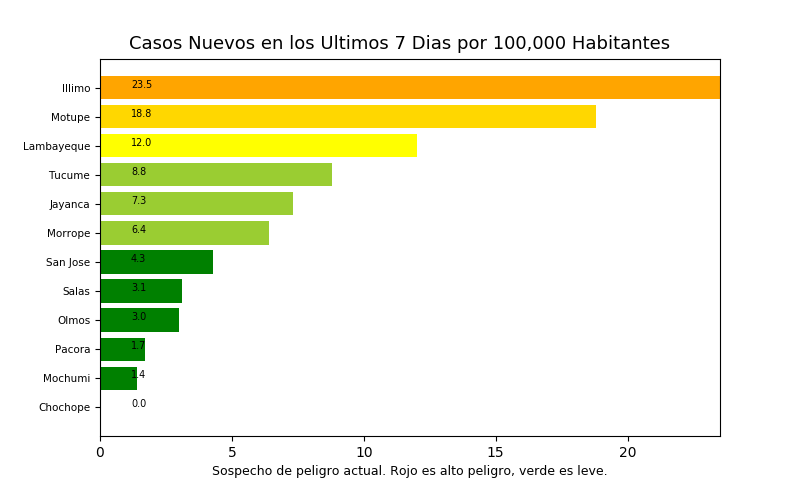 Casos Nuevos en los Ultimos 7 Dias por 100,000 Habitantes
Illimo 23.5
Motupe 18.8
Lambayeque 12.0
Tucume 8.8
Jayanca 7.3
Morrope 6.4
San Jose 4.3
Salas 3.1
Olmos 3.0
Pacora 1.7
Mochumi 1.4
Chochope 0.0
0 5 10 15 20
Sospecho de peligro actual. Rojo es alto peligro, verde es leve.